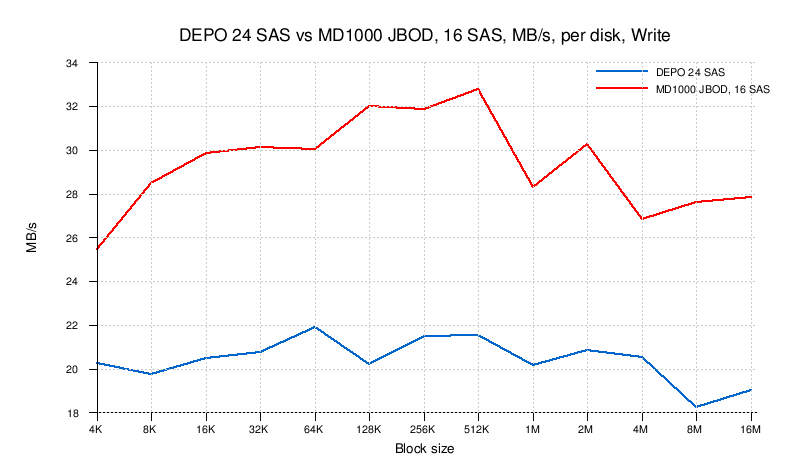 DEPO 24 SAS vs MD1000 JBOD, 16 SAS, MB/s, per disk, Write
DEPO 24 SAS
MD1000 JBOD, 16 SAS
MB/s
34
32
30
28
26
24
22
20
18
4K 8K 16K 32K 64K 128K 256K 512K 1M 2M 4M 8M 16M
Block size